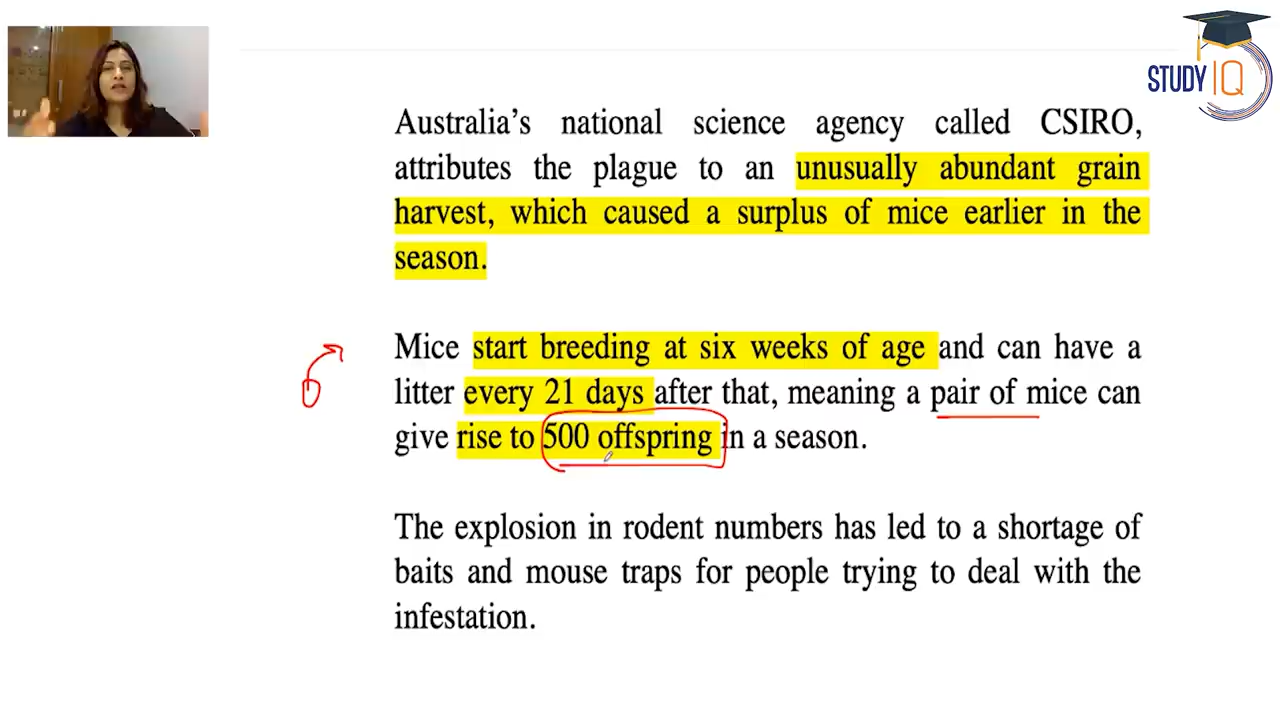 STUDY IQ
Australia's national science agency called CSIRO,
attributes the plague to an unusually abundant grain
harvest, which caused a surplus of mice earlier in the
season.
Mice start breeding at six weeks of age and can have a
litter every 21 days after that, meaning a pair of mice can
give rise to 500 offspring in a season.
The explosion in rodent numbers has led to a shortage of
baits and mouse traps for people trying to deal with the
infestation.